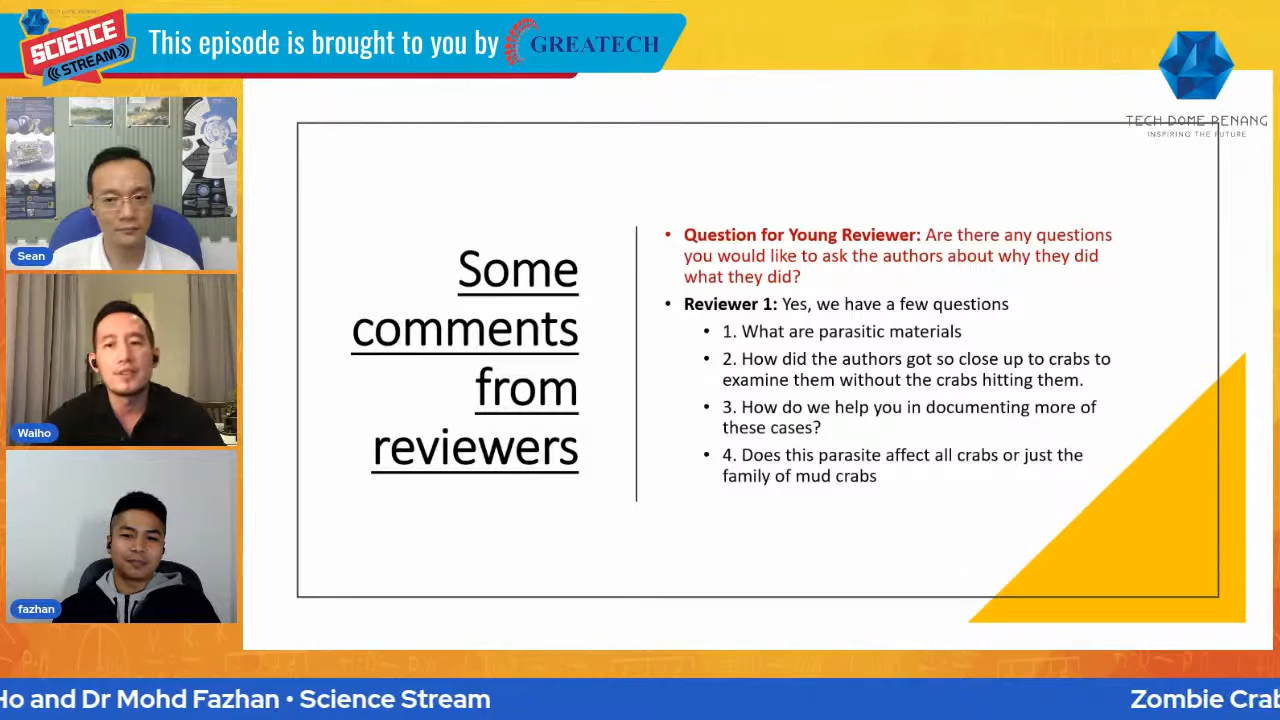 TECH DOME PENANG
SCIENCE
STREAM
This episode is brought to you by
GREATECH
TECH DOME PENANG
INSPIRING THE FUTURE
Sean
Walho
fazhan
Some
comments
from
reviewers
• Question for Young Reviewer: Are there any questions
you would like to ask the authors about why they did
what they did?
• Reviewer 1: Yes, we have a few questions
• 1. What are parasitic materials
• 2. How did the authors got so close up to crabs to
examine them without the crabs hitting them.
• 3. How do we help you in documenting more of
these cases?
• 4. Does this parasite affect all crabs or just the
family of mud crabs
Ho and Dr Mohd Fazhan • Science Stream
Zombie Crab